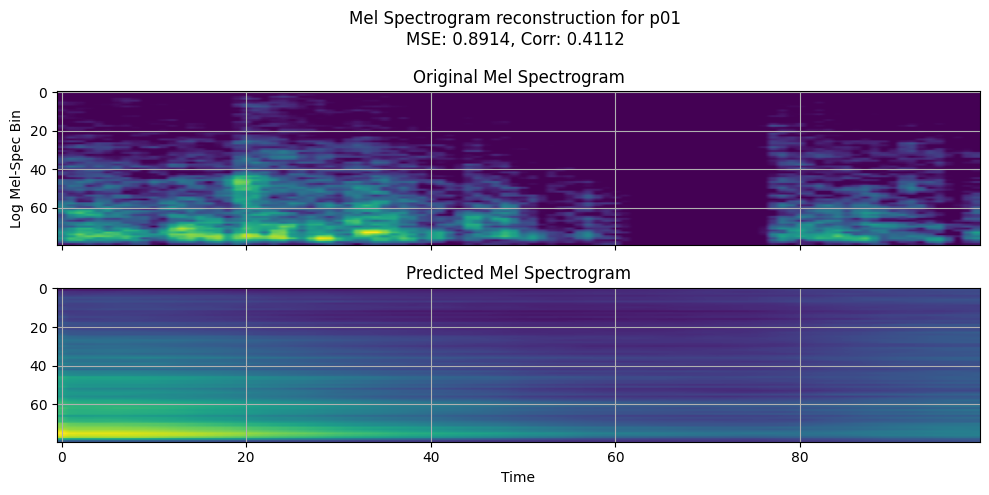 Mel Spectrogram reconstruction for p01
MSE: 0.8914, Corr: 0.4112
Original Mel Spectrogram
0
20
40
60
Log Mel-Spec Bin
Predicted Mel Spectrogram
0
20
40
60
0 20 40 60 80
Time